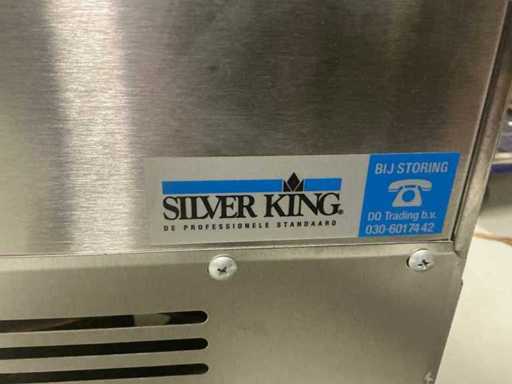 SILVER KING®
DE PROFESSIONELE STANDAARD
BIJ STORING
DO Trading b.v.
030-6017442